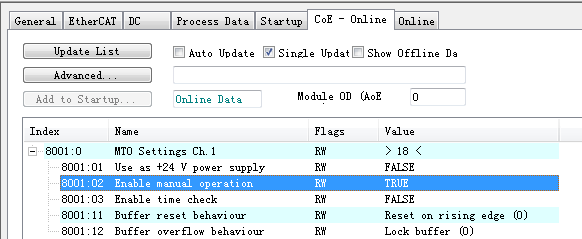 General EtherCAT DC Process Data Startup CoE - Online Online
Update List Auto Update Single Updat Show Offline Da
Advanced...
Add to Startup... Online Data Module OD (AoE 0
Index Name Flags Value
8001:0 MTO Settings Ch.1 RW > 18 <
8001:01 Use as +24 V power supply RW FALSE
8001:02 Enable manual operation RW TRUE
8001:03 Enable time check RW FALSE
8001:11 Buffer reset behaviour RW Reset on rising edge (0)
8001:12 Buffer overflow behaviour RW Lock buffer (0)